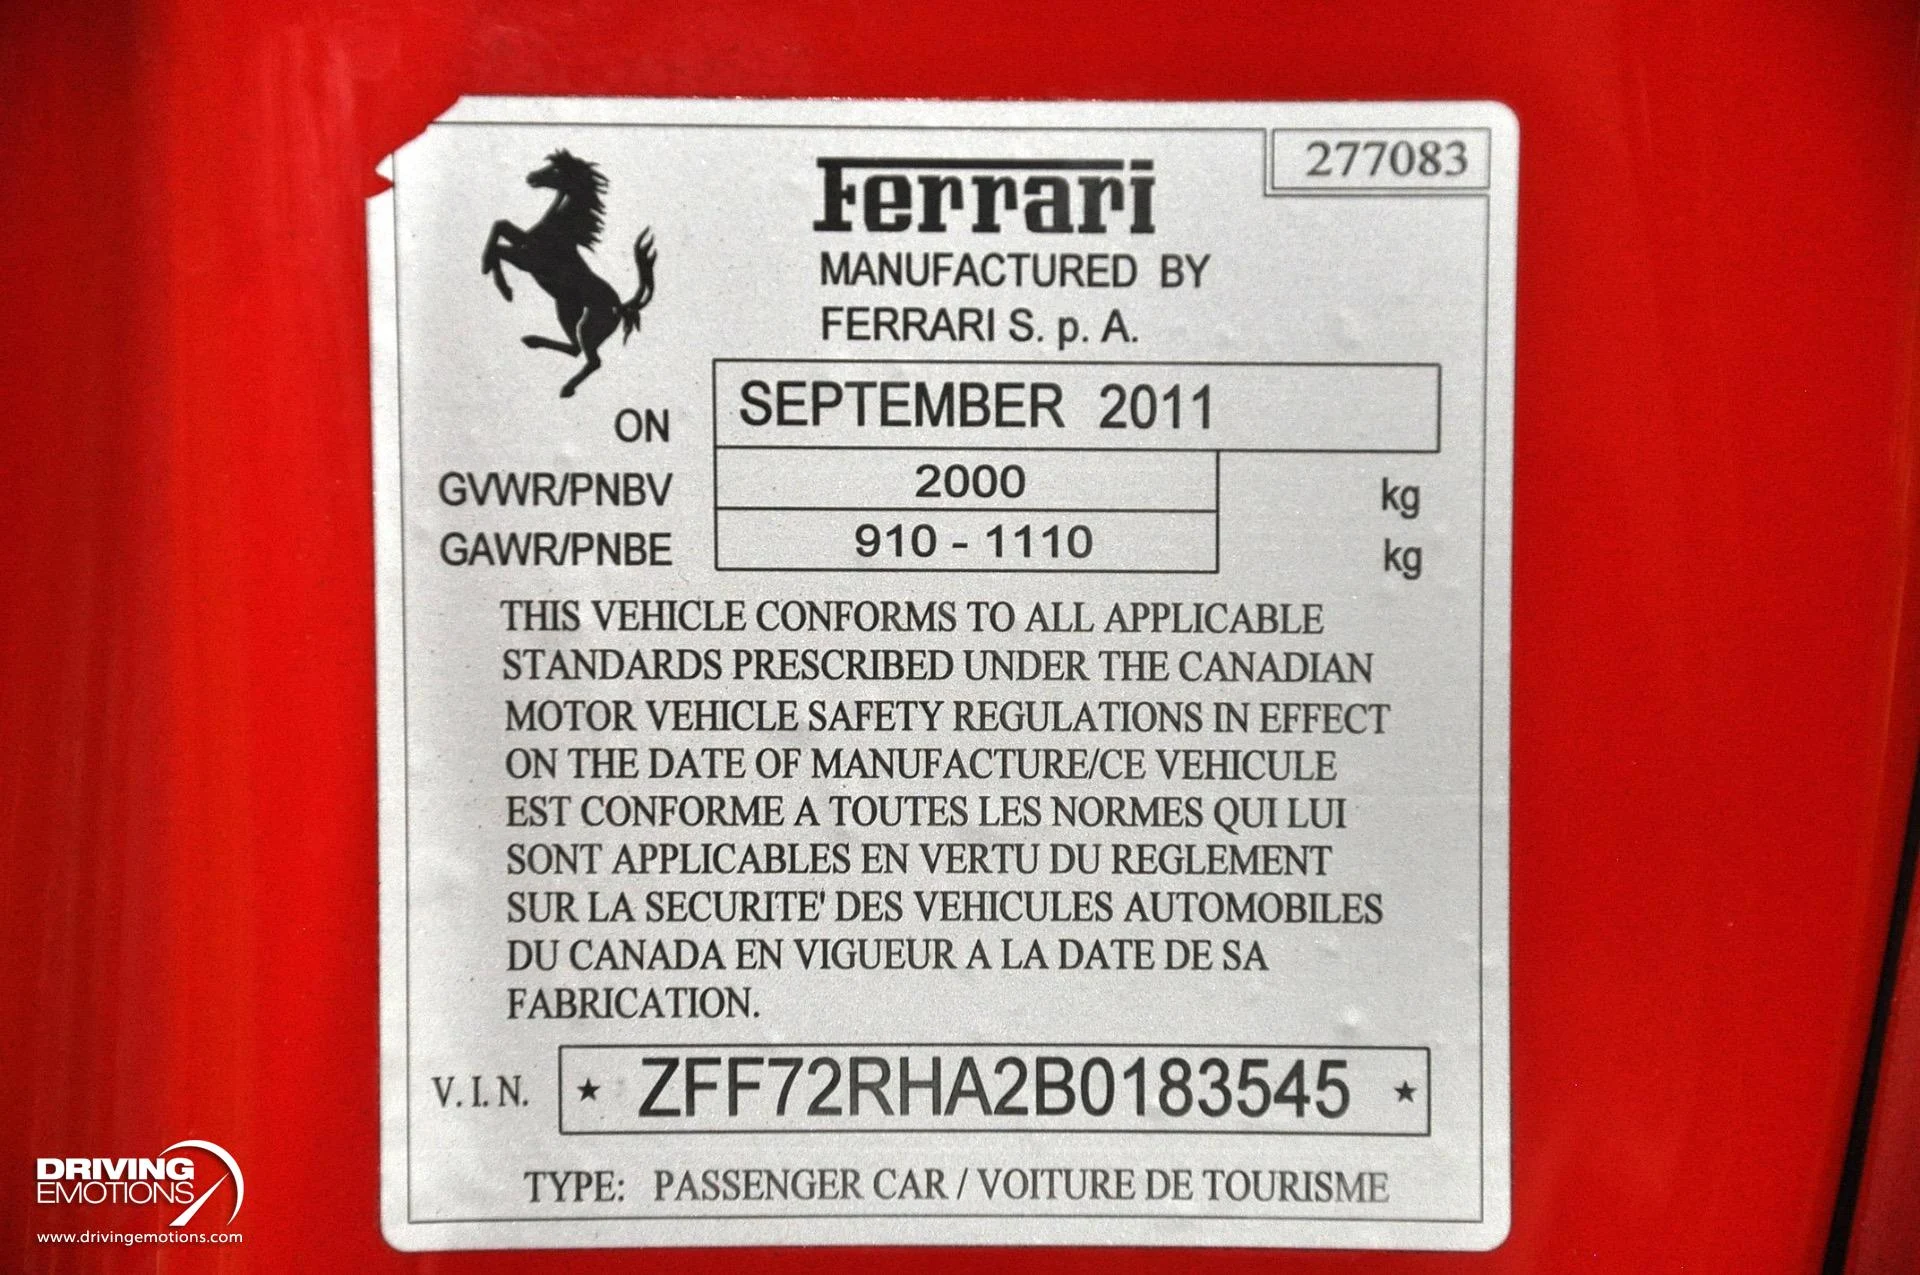 277083
Ferrari
MANUFACTURED BY
FERRARI S. p. A.
ON SEPTEMBER 2011
GVWR/PNBV 2000 kg
GAWR/PNBE 910 - 1110 kg
THIS VEHICLE CONFORMS TO ALL APPLICABLE
STANDARDS PRESCRIBED UNDER THE CANADIAN
MOTOR VEHICLE SAFETY REGULATIONS IN EFFECT
ON THE DATE OF MANUFACTURE/CE VEHICULE
EST CONFORME A TOUTES LES NORMES QUI LUI
SONT APPLICABLES EN VERTU DU REGLEMENT
SUR LA SECURITE' DES VEHICULES AUTOMOBILES
DU CANADA EN VIGUEUR A LA DATE DE SA
FABRICATION.
V. I. N. ★ ZFF72RHA2B0183545 ★
TYPE: PASSENGER CAR / VOITURE DE TOURISME
DRIVING
EMOTIONS
www.drivingemotions.com